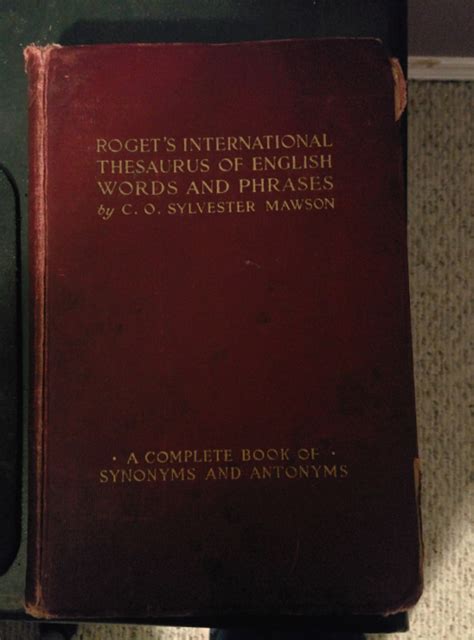 ROGET'S INTERNATIONAL
THESAURUS OF ENGLISH
WORDS AND PHRASES
by C. O. SYLVESTER MAWSON
· A COMPLETE BOOK OF ·
SYNONYMS AND ANTONYMS